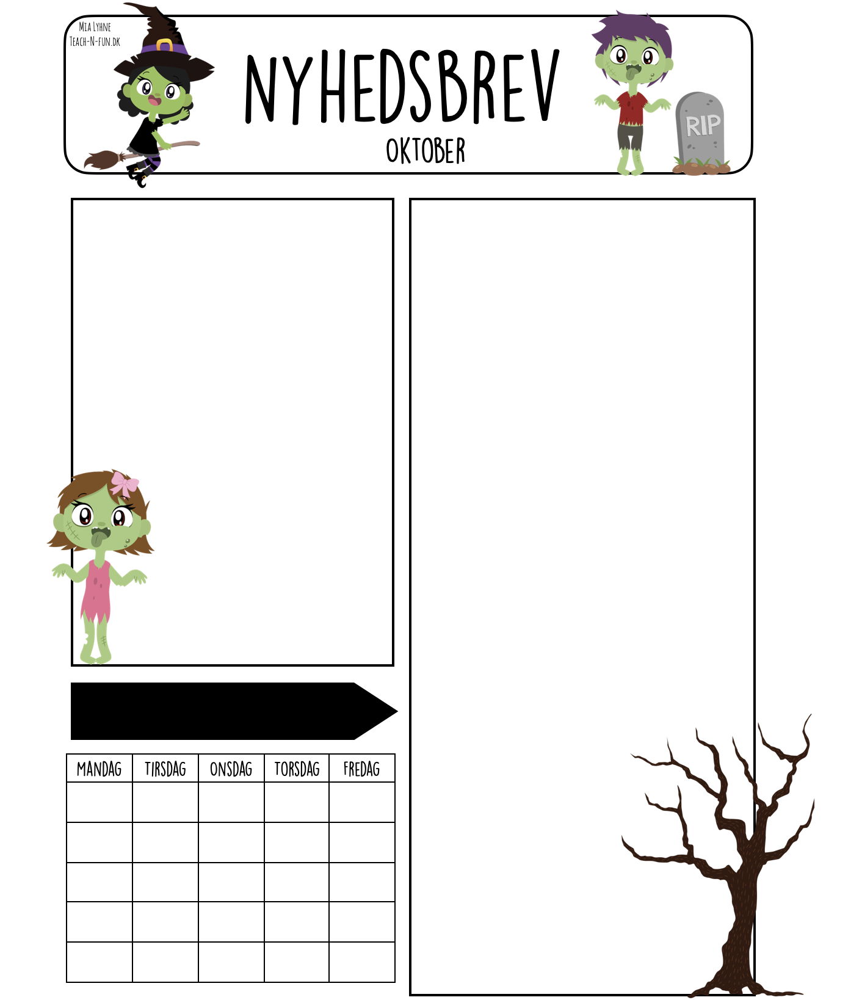 Mia Lyhne
Teach-N-fun.dk
NYHEDSBREV
OKTOBER
RIP
MANDAG TIRSDAG ONSDAG TORSDAG FREDAG